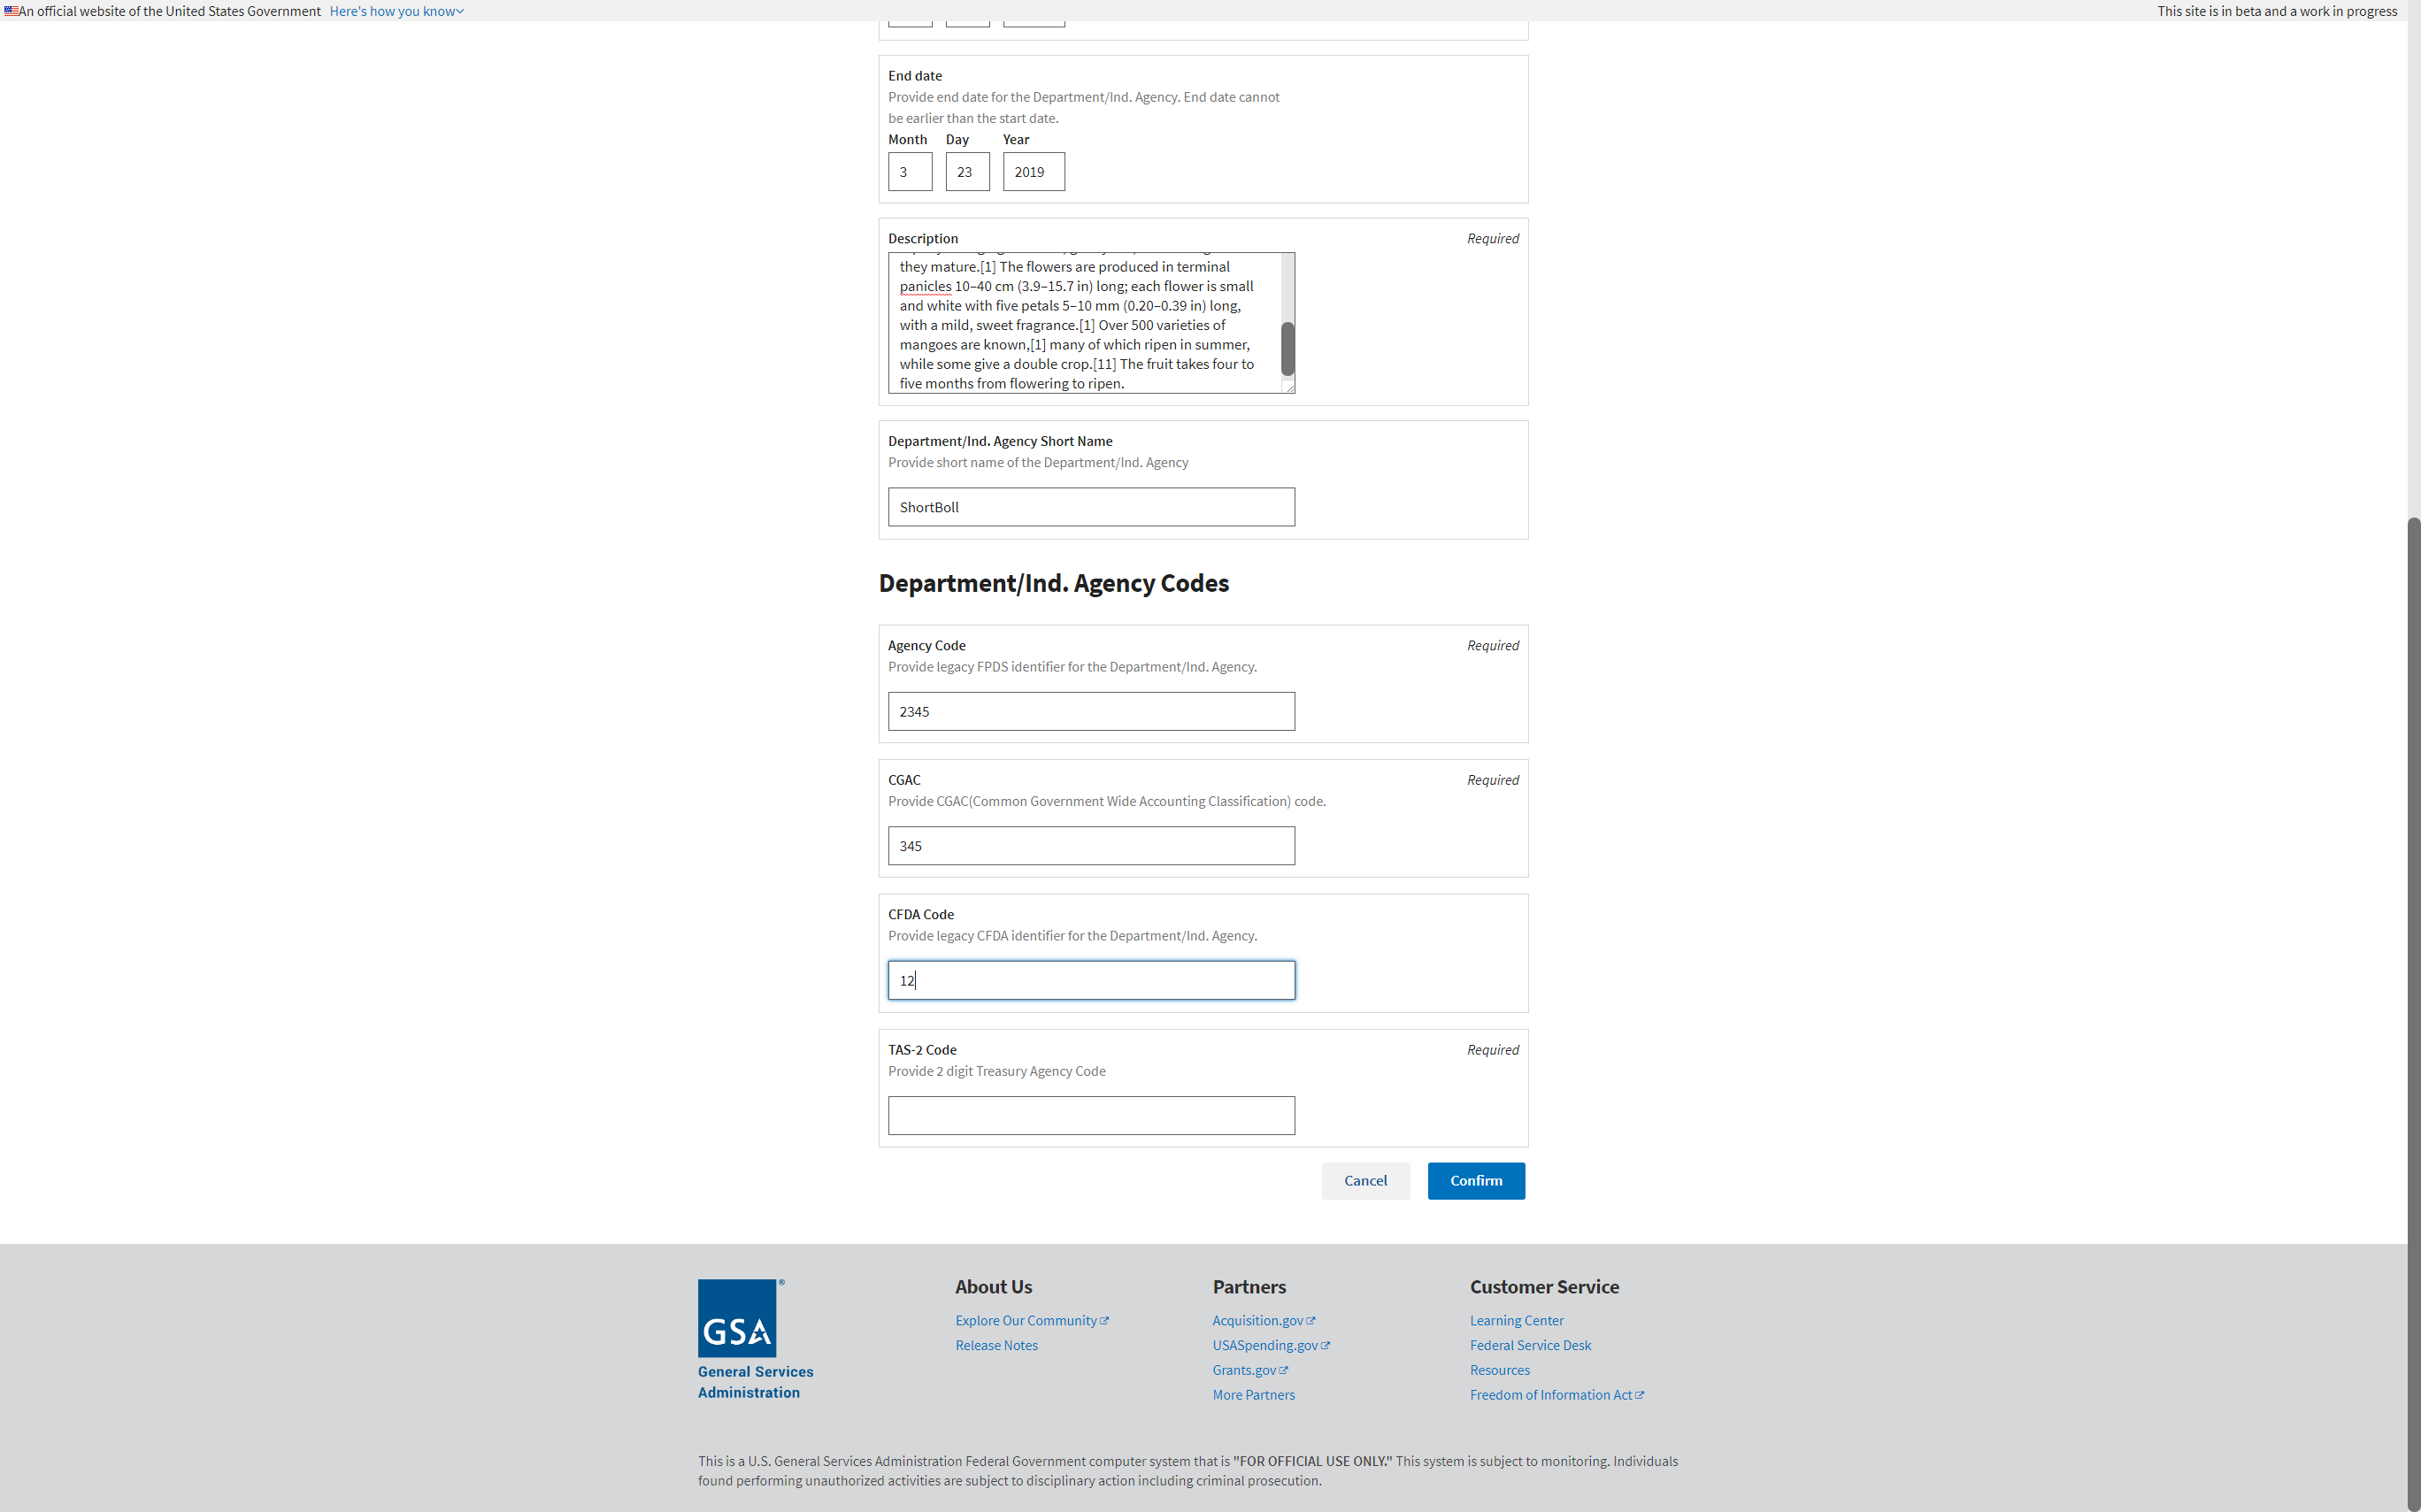 An official website of the United States Government Here's how you know
This site is in beta and a work in progress
End date
Provide end date for the Department/Ind. Agency. End date cannot
be earlier than the start date.
Month Day Year
3 23 2019
Description Required
they mature.[1] The flowers are produced in terminal
panicles 10–40 cm (3.9–15.7 in) long; each flower is small
and white with five petals 5–10 mm (0.20–0.39 in) long,
with a mild, sweet fragrance.[1] Over 500 varieties of
mangoes are known,[1] many of which ripen in summer,
while some give a double crop.[11] The fruit takes four to
five months from flowering to ripen.
Department/Ind. Agency Short Name
Provide short name of the Department/Ind. Agency
ShortBoll
Department/Ind. Agency Codes
Agency Code Required
Provide legacy FPDS identifier for the Department/Ind. Agency.
2345
CGAC Required
Provide CGAC(Common Government Wide Accounting Classification) code.
345
CFDA Code
Provide legacy CFDA identifier for the Department/Ind. Agency.
12
TAS-2 Code Required
Provide 2 digit Treasury Agency Code
Cancel Confirm
GSA®
General Services
Administration
About Us
Explore Our Community
Release Notes
Partners
Acquisition.gov
USASpending.gov
Grants.gov
More Partners
Customer Service
Learning Center
Federal Service Desk
Resources
Freedom of Information Act
This is a U.S. General Services Administration Federal Government computer system that is "FOR OFFICIAL USE ONLY." This system is subject to monitoring. Individuals
found performing unauthorized activities are subject to disciplinary action including criminal prosecution.